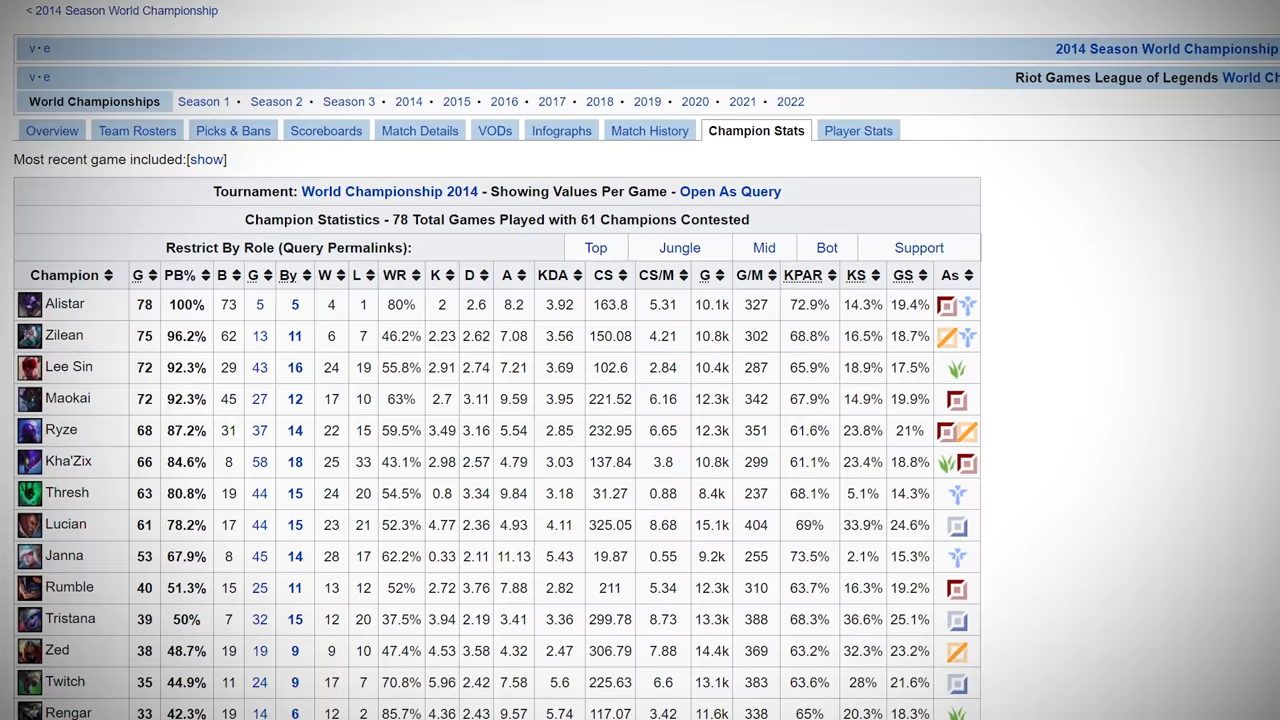 < 2014 Season World Championship
v • e 2014 Season World Championship
v • e Riot Games League of Legends World Ch
World Championships Season 1 • Season 2 • Season 3 • 2014 • 2015 • 2016 • 2017 • 2018 • 2019 • 2020 • 2021 • 2022
Overview Team Rosters Picks & Bans Scoreboards Match Details VODs Infographs Match History Champion Stats Player Stats
Most recent game included:[show]
Tournament: World Championship 2014 - Showing Values Per Game - Open As Query
Champion Statistics - 78 Total Games Played with 61 Champions Contested
Restrict By Role (Query Permalinks): Top Jungle Mid Bot Support
Champion G PB% B G By W L WR K D A KDA CS CS/M G G/M KPAR KS GS As
Alistar 78 100% 73 5 5 4 1 80% 2 2.6 8.2 3.92 163.8 5.31 10.1k 327 72.9% 14.3% 19.4%
Zilean 75 96.2% 62 13 11 6 7 46.2% 2.23 2.62 7.08 3.56 150.08 4.21 10.8k 302 68.8% 16.5% 18.7%
Lee Sin 72 92.3% 29 43 16 24 19 55.8% 2.91 2.74 7.21 3.69 102.6 2.84 10.4k 287 65.9% 18.9% 17.5%
Maokai 72 92.3% 45 27 12 17 10 63% 2.7 3.11 9.59 3.95 221.52 6.16 12.3k 342 67.9% 14.9% 19.9%
Ryze 68 87.2% 31 37 14 22 15 59.5% 3.49 3.16 5.54 2.85 232.95 6.65 12.3k 351 61.6% 23.8% 21%
Kha'Zix 66 84.6% 8 58 18 25 33 43.1% 2.98 2.57 4.79 3.03 137.84 3.8 10.8k 299 61.1% 23.4% 18.8%
Thresh 63 80.8% 19 44 15 24 20 54.5% 0.8 3.34 9.84 3.18 31.27 0.88 8.4k 237 68.1% 5.1% 14.3%
Lucian 61 78.2% 17 44 15 23 21 52.3% 4.77 2.36 4.93 4.11 325.05 8.68 15.1k 404 69% 33.9% 24.6%
Janna 53 67.9% 8 45 14 28 17 62.2% 0.33 2.11 11.13 5.43 19.87 0.55 9.2k 255 73.5% 2.1% 15.3%
Rumble 40 51.3% 15 25 11 13 12 52% 2.72 3.76 7.88 2.82 211 5.34 12.3k 310 63.7% 16.3% 19.2%
Tristana 39 50% 7 32 15 12 20 37.5% 3.94 2.19 3.41 3.36 299.78 8.73 13.3k 388 68.3% 36.6% 25.1%
Zed 38 48.7% 19 19 9 9 10 47.4% 4.53 3.58 4.32 2.47 306.79 7.88 14.4k 369 63.2% 32.3% 23.2%
Twitch 35 44.9% 11 24 9 17 7 70.8% 5.96 2.42 7.58 5.6 225.63 6.6 13.1k 383 63.6% 28% 21.6%
Rengar 33 42.3% 19 14 6 12 2 85.7% 4.36 2.43 9.57 5.74 117.07 3.42 11.6k 338 65% 20.3% 18.3%